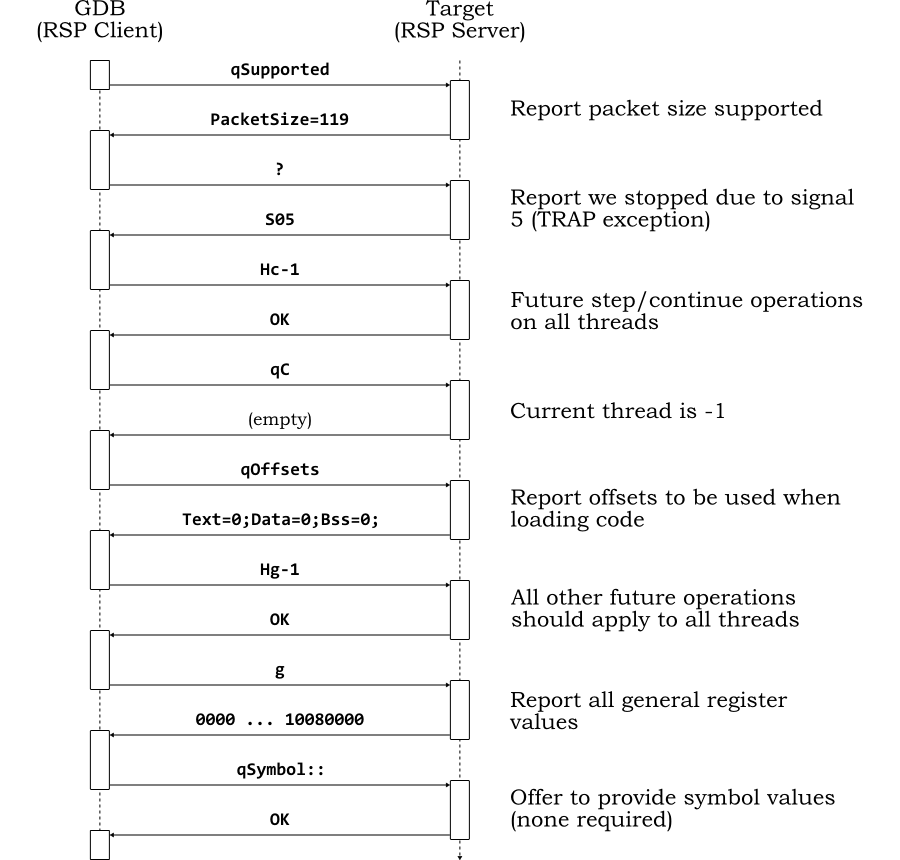 GDB
(RSP Client)
Target
(RSP Server)
qSupported
Report packet size supported
PacketSize=119
?
Report we stopped due to signal
5 (TRAP exception)
S05
Hc-1
Future step/continue operations
on all threads
OK
qC
Current thread is -1
(empty)
qOffsets
Report offsets to be used when
loading code
Text=0;Data=0;Bss=0;
Hg-1
All other future operations
should apply to all threads
OK
g
Report all general register
values
0000 ... 10080000
qSymbol::
Offer to provide symbol values
(none required)
OK